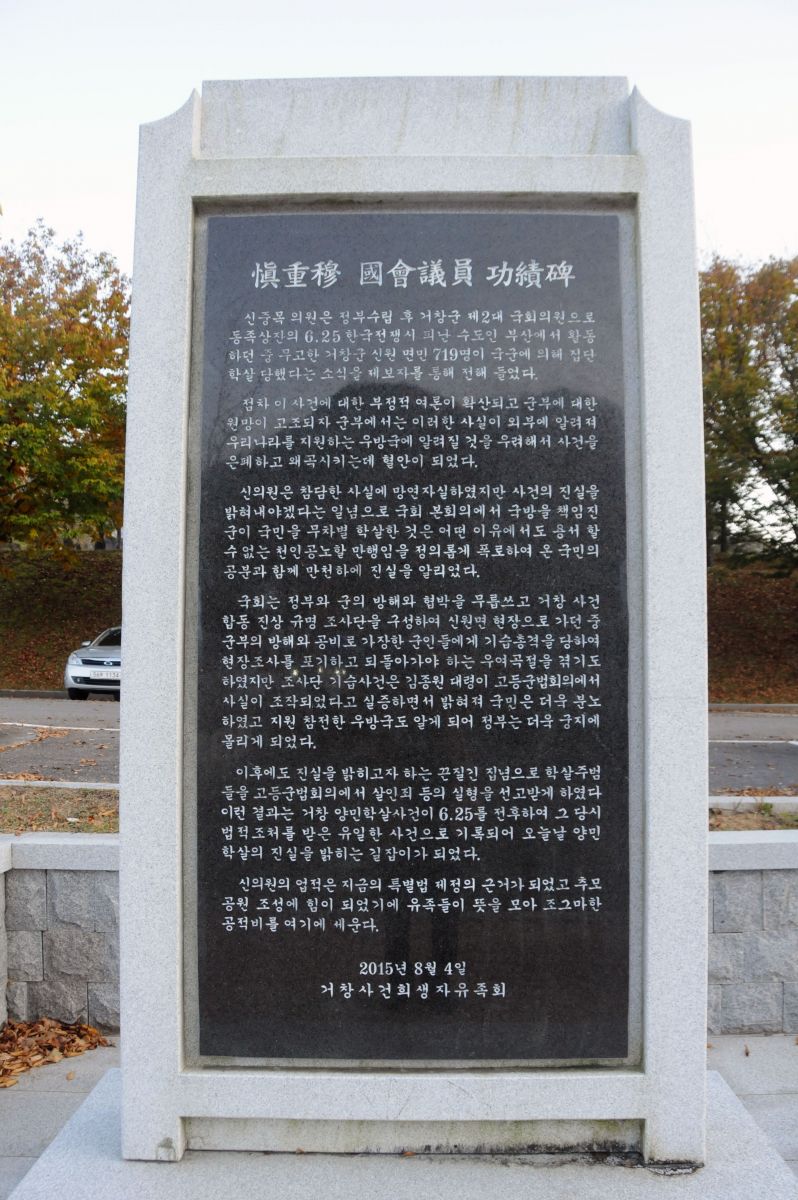 愼重穆 國會議員 功績碑
신중목 의원은 정부수립 후 거창군 제2대 국회의원으로
동족상잔의 6.25 한국전쟁시 피난 수도인 부산에서 활동
하던 중 무고한 거창군 신원 면민 719명이 국군에 의해 집단
학살 당했다는 소식을 제보자를 통해 전해 들었다.
점차 이 사건에 대한 부정적 여론이 확산되고 군부에 대한
원망이 고조되자 군부에서는 이러한 사실이 외부에 알려져
우리나라를 지원하는 우방국에 알려질 것을 우려해서 사건을
은폐하고 왜곡시키는데 혈안이 되었다.
신의원은 참담한 사실에 망연자실하였지만 사건의 진실을
밝혀내야겠다는 일념으로 국회 본회의에서 국방을 책임진
군이 국민을 무차별 학살한 것은 어떤 이유에서도 용서 할
수 없는 천인공노할 만행임을 정의롭게 폭로하여 온 국민의
공분과 함께 만천하에 진실을 알리었다.
국회는 정부와 군의 방해와 협박을 무릅쓰고 거창 사건
합동 진상 규명 조사단을 구성하여 신원면 현장으로 가던 중
군부의 방해와 공비로 가장한 군인들에게 기습총격을 당하여
현장조사를 포기하고 되돌아가야 하는 우여곡절을 겪기도
하였지만 조사단 기습사건은 김종원 대령이 고등군법회의에서
사실이 조작되었다고 실증하면서 밝혀져 국민은 더욱 분노
하였고 지원 참전한 우방국도 알게 되어 정부는 더욱 궁지에
몰리게 되었다.
이후에도 진실을 밝히고자 하는 끈질긴 집념으로 학살주범
들을 고등군법회의에서 살인죄 등의 실형을 선고받게 하였다
이런 결과는 거창 양민학살사건이 6.25를 전후하여 그 당시
법적조처를 받은 유일한 사건으로 기록되어 오늘날 양민
학살의 진실을 밝히는 길잡이가 되었다.
신의원의 업적은 지금의 특별법 제정의 근거가 되었고 추모
공원 조성에 힘이 되었기에 유족들이 뜻을 모아 조그마한
공적비를 여기에 세운다.
2015년 8월 4일
거창사건희생자유족회